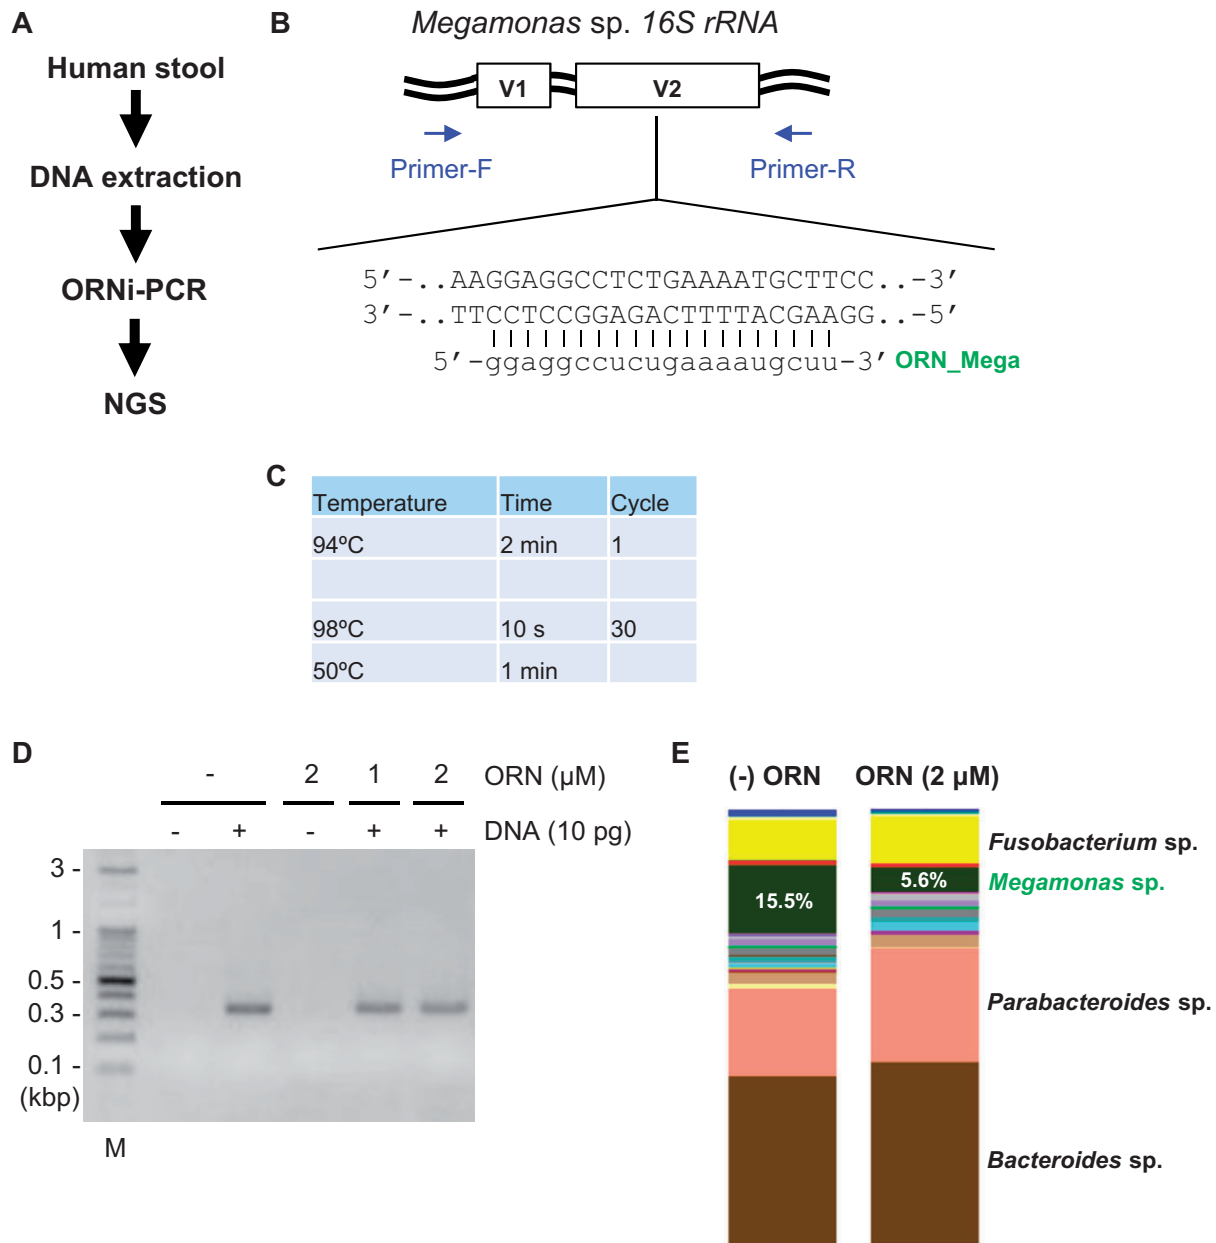 A
Human stool
DNA extraction
ORNi-PCR
NGS
B
Megamonas sp. 16S rRNA
V1
V2
Primer-F
Primer-R
5′-..AAGGAGGCCTCTGAAAATGCTTCC..-3′
3′-..TTCCTCCGGAGACTTTTACGAAGG..-5′
5′-ggaggccucugaaaaugcuu-3′ ORN_Mega
C
Temperature Time Cycle
94ºC 2 min 1
98ºC 10 s 30
50ºC 1 min
D
- 2 1 2 ORN (µM)
- + - + + DNA (10 pg)
3 -
1 -
0.5 -
0.3 -
0.1 -
(kbp)
M
E
(-) ORN ORN (2 µM)
Fusobacterium sp.
5.6% Megamonas sp.
15.5%
Parabacteroides sp.
Bacteroides sp.